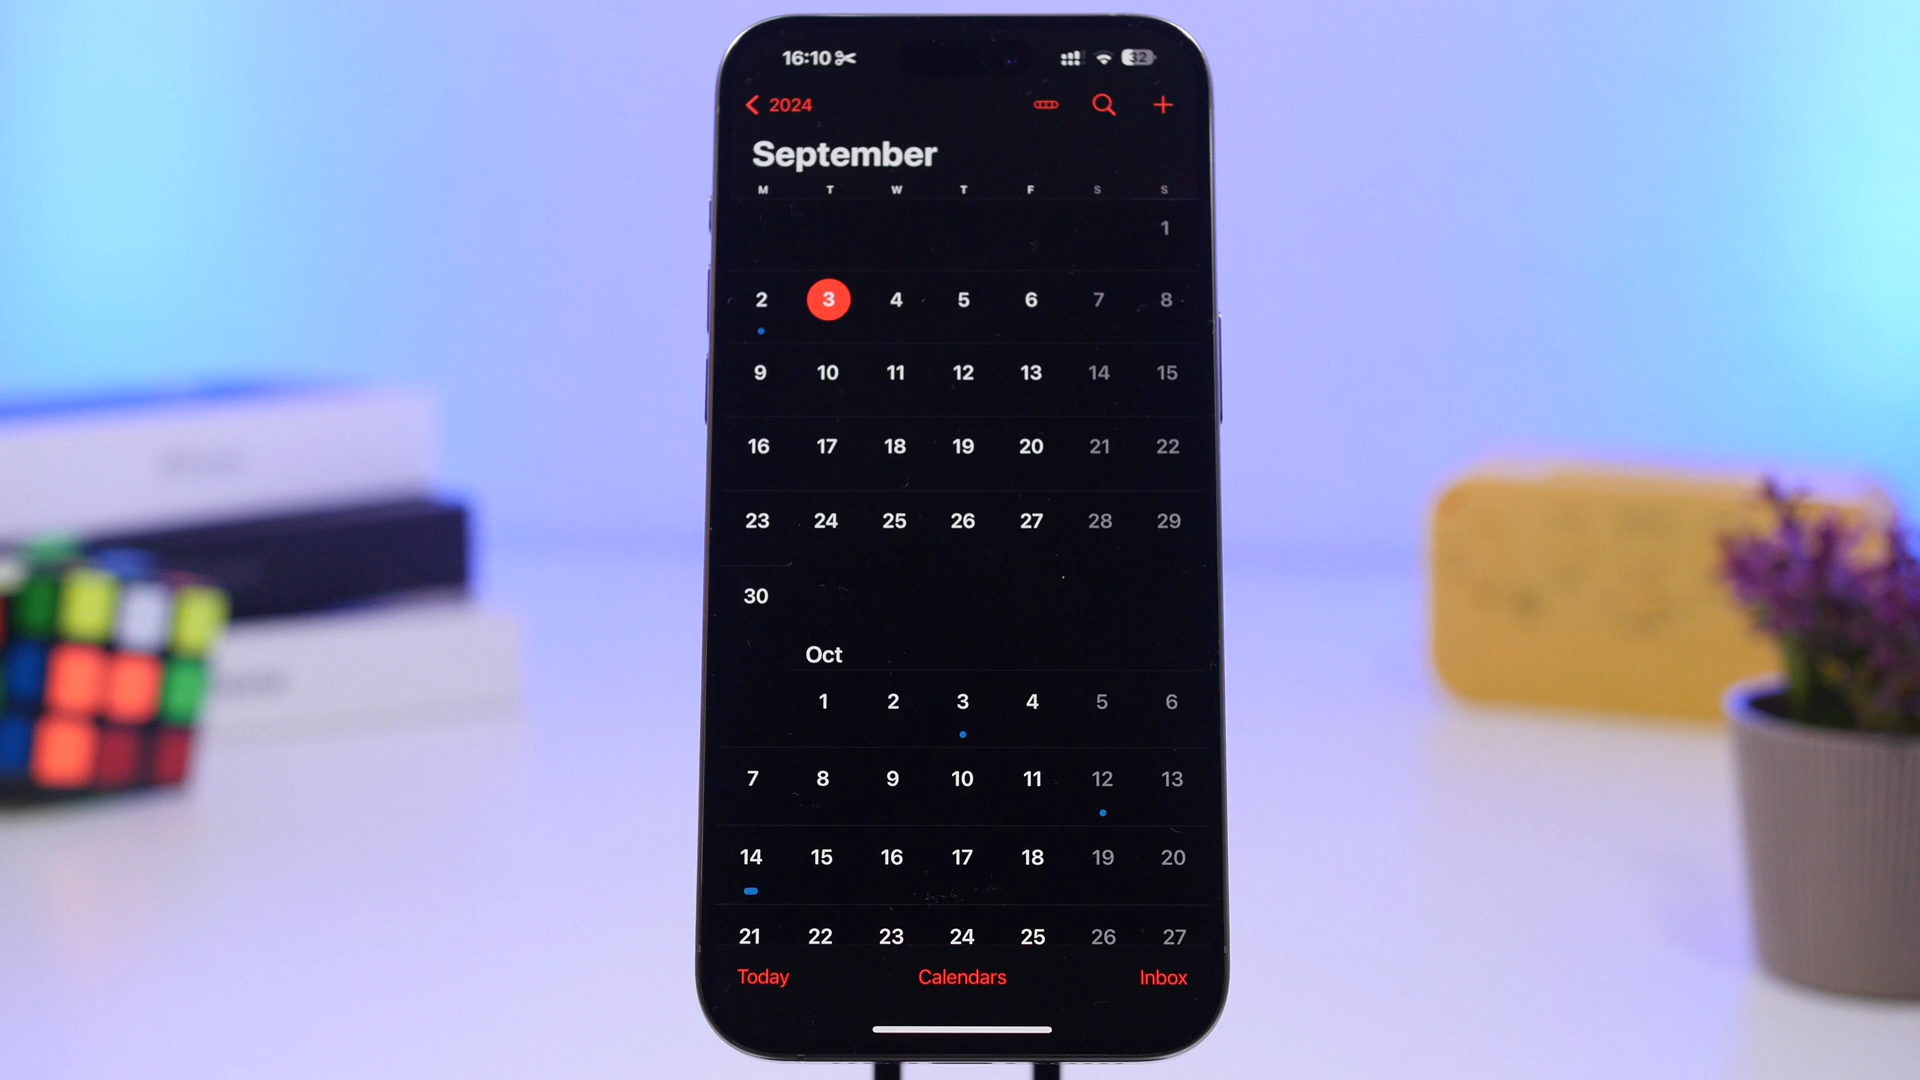 16:10 32
2024
September
M T W T F S S
1
2 3 4 5 6 7 8
9 10 11 12 13 14 15
16 17 18 19 20 21 22
23 24 25 26 27 28 29
30
Oct
1 2 3 4 5 6
7 8 9 10 11 12 13
14 15 16 17 18 19 20
21 22 23 24 25 26 27
Today Calendars Inbox